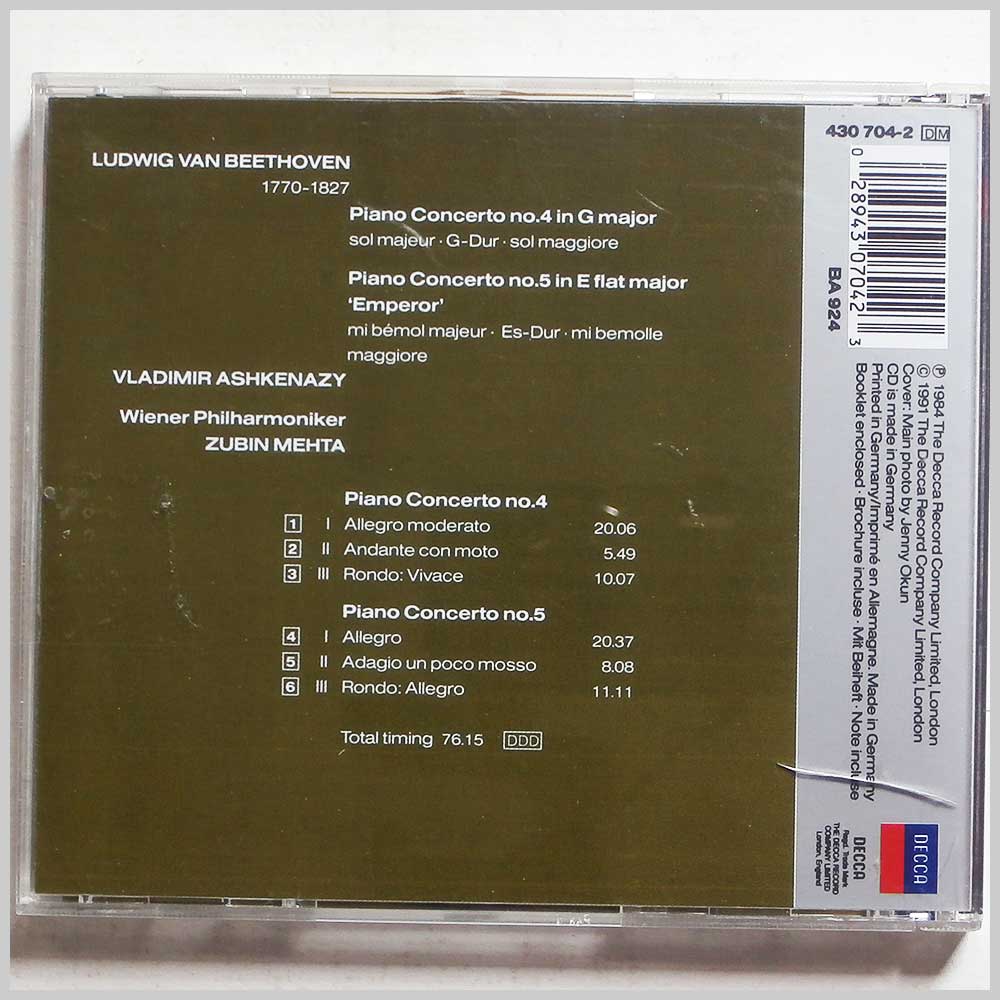 LUDWIG VAN BEETHOVEN
1770-1827
Piano Concerto no.4 in G major
sol majeur · G-Dur · sol maggiore
Piano Concerto no.5 in E flat major
‘Emperor’
mi bémol majeur · Es-Dur · mi bemolle
maggiore
VLADIMIR ASHKENAZY
Wiener Philharmoniker
ZUBIN MEHTA
Piano Concerto no.4
1 I Allegro moderato 20.06
2 II Andante con moto 5.49
3 III Rondo: Vivace 10.07
Piano Concerto no.5
4 I Allegro 20.37
5 II Adagio un poco mosso 8.08
6 III Rondo: Allegro 11.11
Total timing 76.15 DDD
430 704-2 DM
0 28943 07042 3
BA 924
℗ 1984 The Decca Record Company Limited, London
© 1991 The Decca Record Company Limited, London
Cover: Main photo by Jenny Okun
CD is made in Germany
Printed in Germany/Imprimé en Allemagne. Made in Germany
Booklet enclosed · Brochure incluse · Mit Beiheft · Note incluse
DECCA
DECCA
Regd. Trade Mark
THE DECCA RECORD
COMPANY LIMITED
London, England